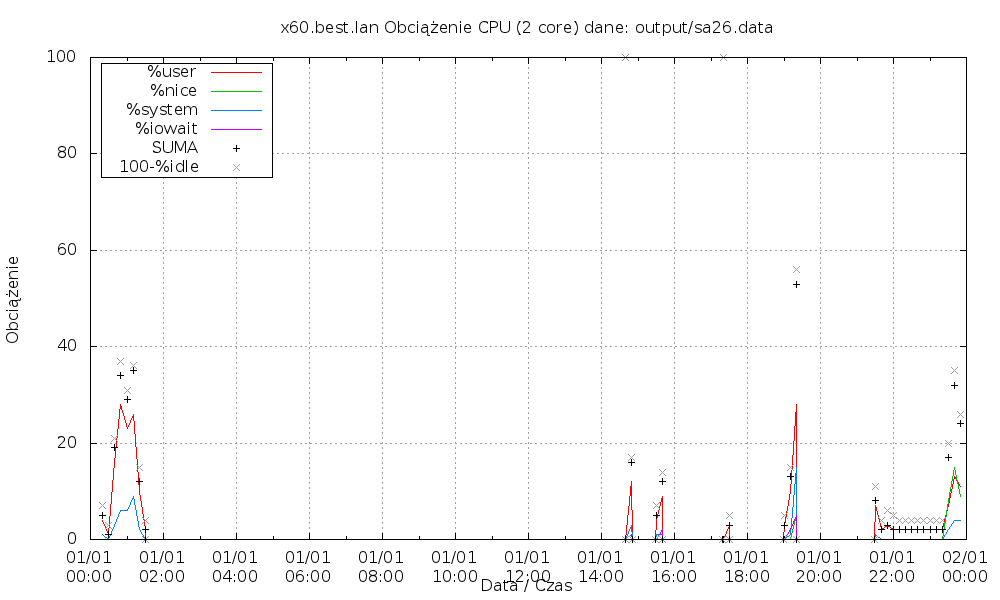 x60.best.lan Obciążenie CPU (2 core) dane: output/sa26.data
100
80
60
40
20
0
Obciążenie
%user
%nice
%system
%iowait
SUMA
100-%idle
01/01 01/01 01/01 01/01 01/01 01/01 01/01 01/01 01/01 01/01 01/01 01/01 01/01
00:00 02:00 04:00 06:00 08:00 10:00 12:00 14:00 16:00 18:00 20:00 22:00 00:00
Data / Czas